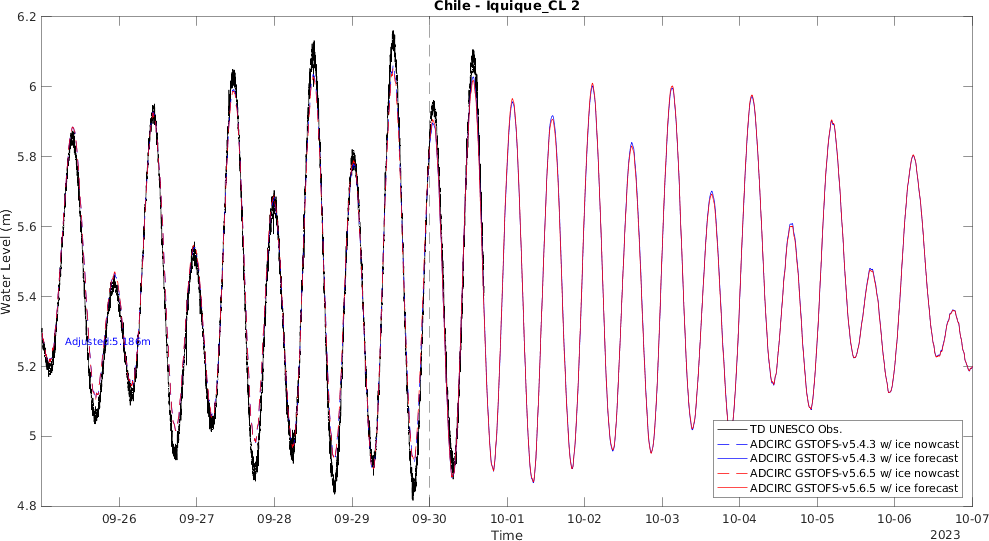 Chile - Iquique_CL 2
6.2
6
5.8
5.6
5.4
5.2
5
4.8
Water Level (m)
Adjusted:5.186m
TD UNESCO Obs.
ADCIRC GSTOFS-v5.4.3 w/ ice nowcast
ADCIRC GSTOFS-v5.4.3 w/ ice forecast
ADCIRC GSTOFS-v5.6.5 w/ ice nowcast
ADCIRC GSTOFS-v5.6.5 w/ ice forecast
09-26 09-27 09-28 09-29 09-30 10-01 10-02 10-03 10-04 10-05 10-06 10-07
Time
2023